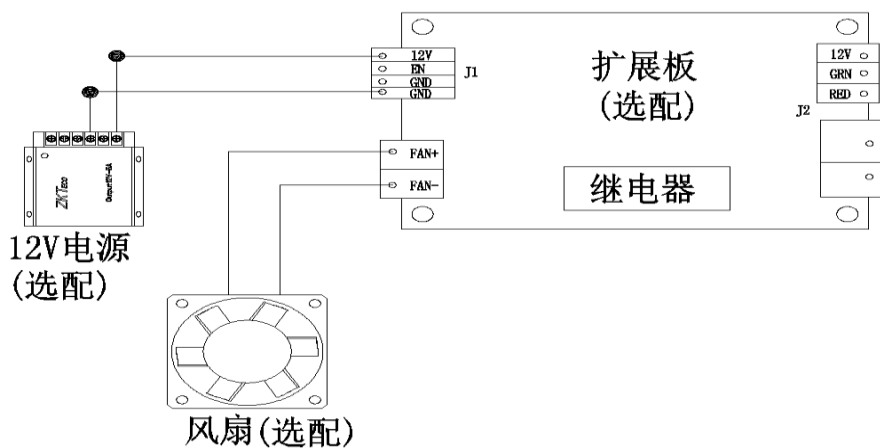 12V
EN
GND
GND
J1
扩展板
(选配)
12V
GRN
RED
J2
FAN+
FAN-
继电器
ZKTeco
12V电源
(选配)
风扇(选配)